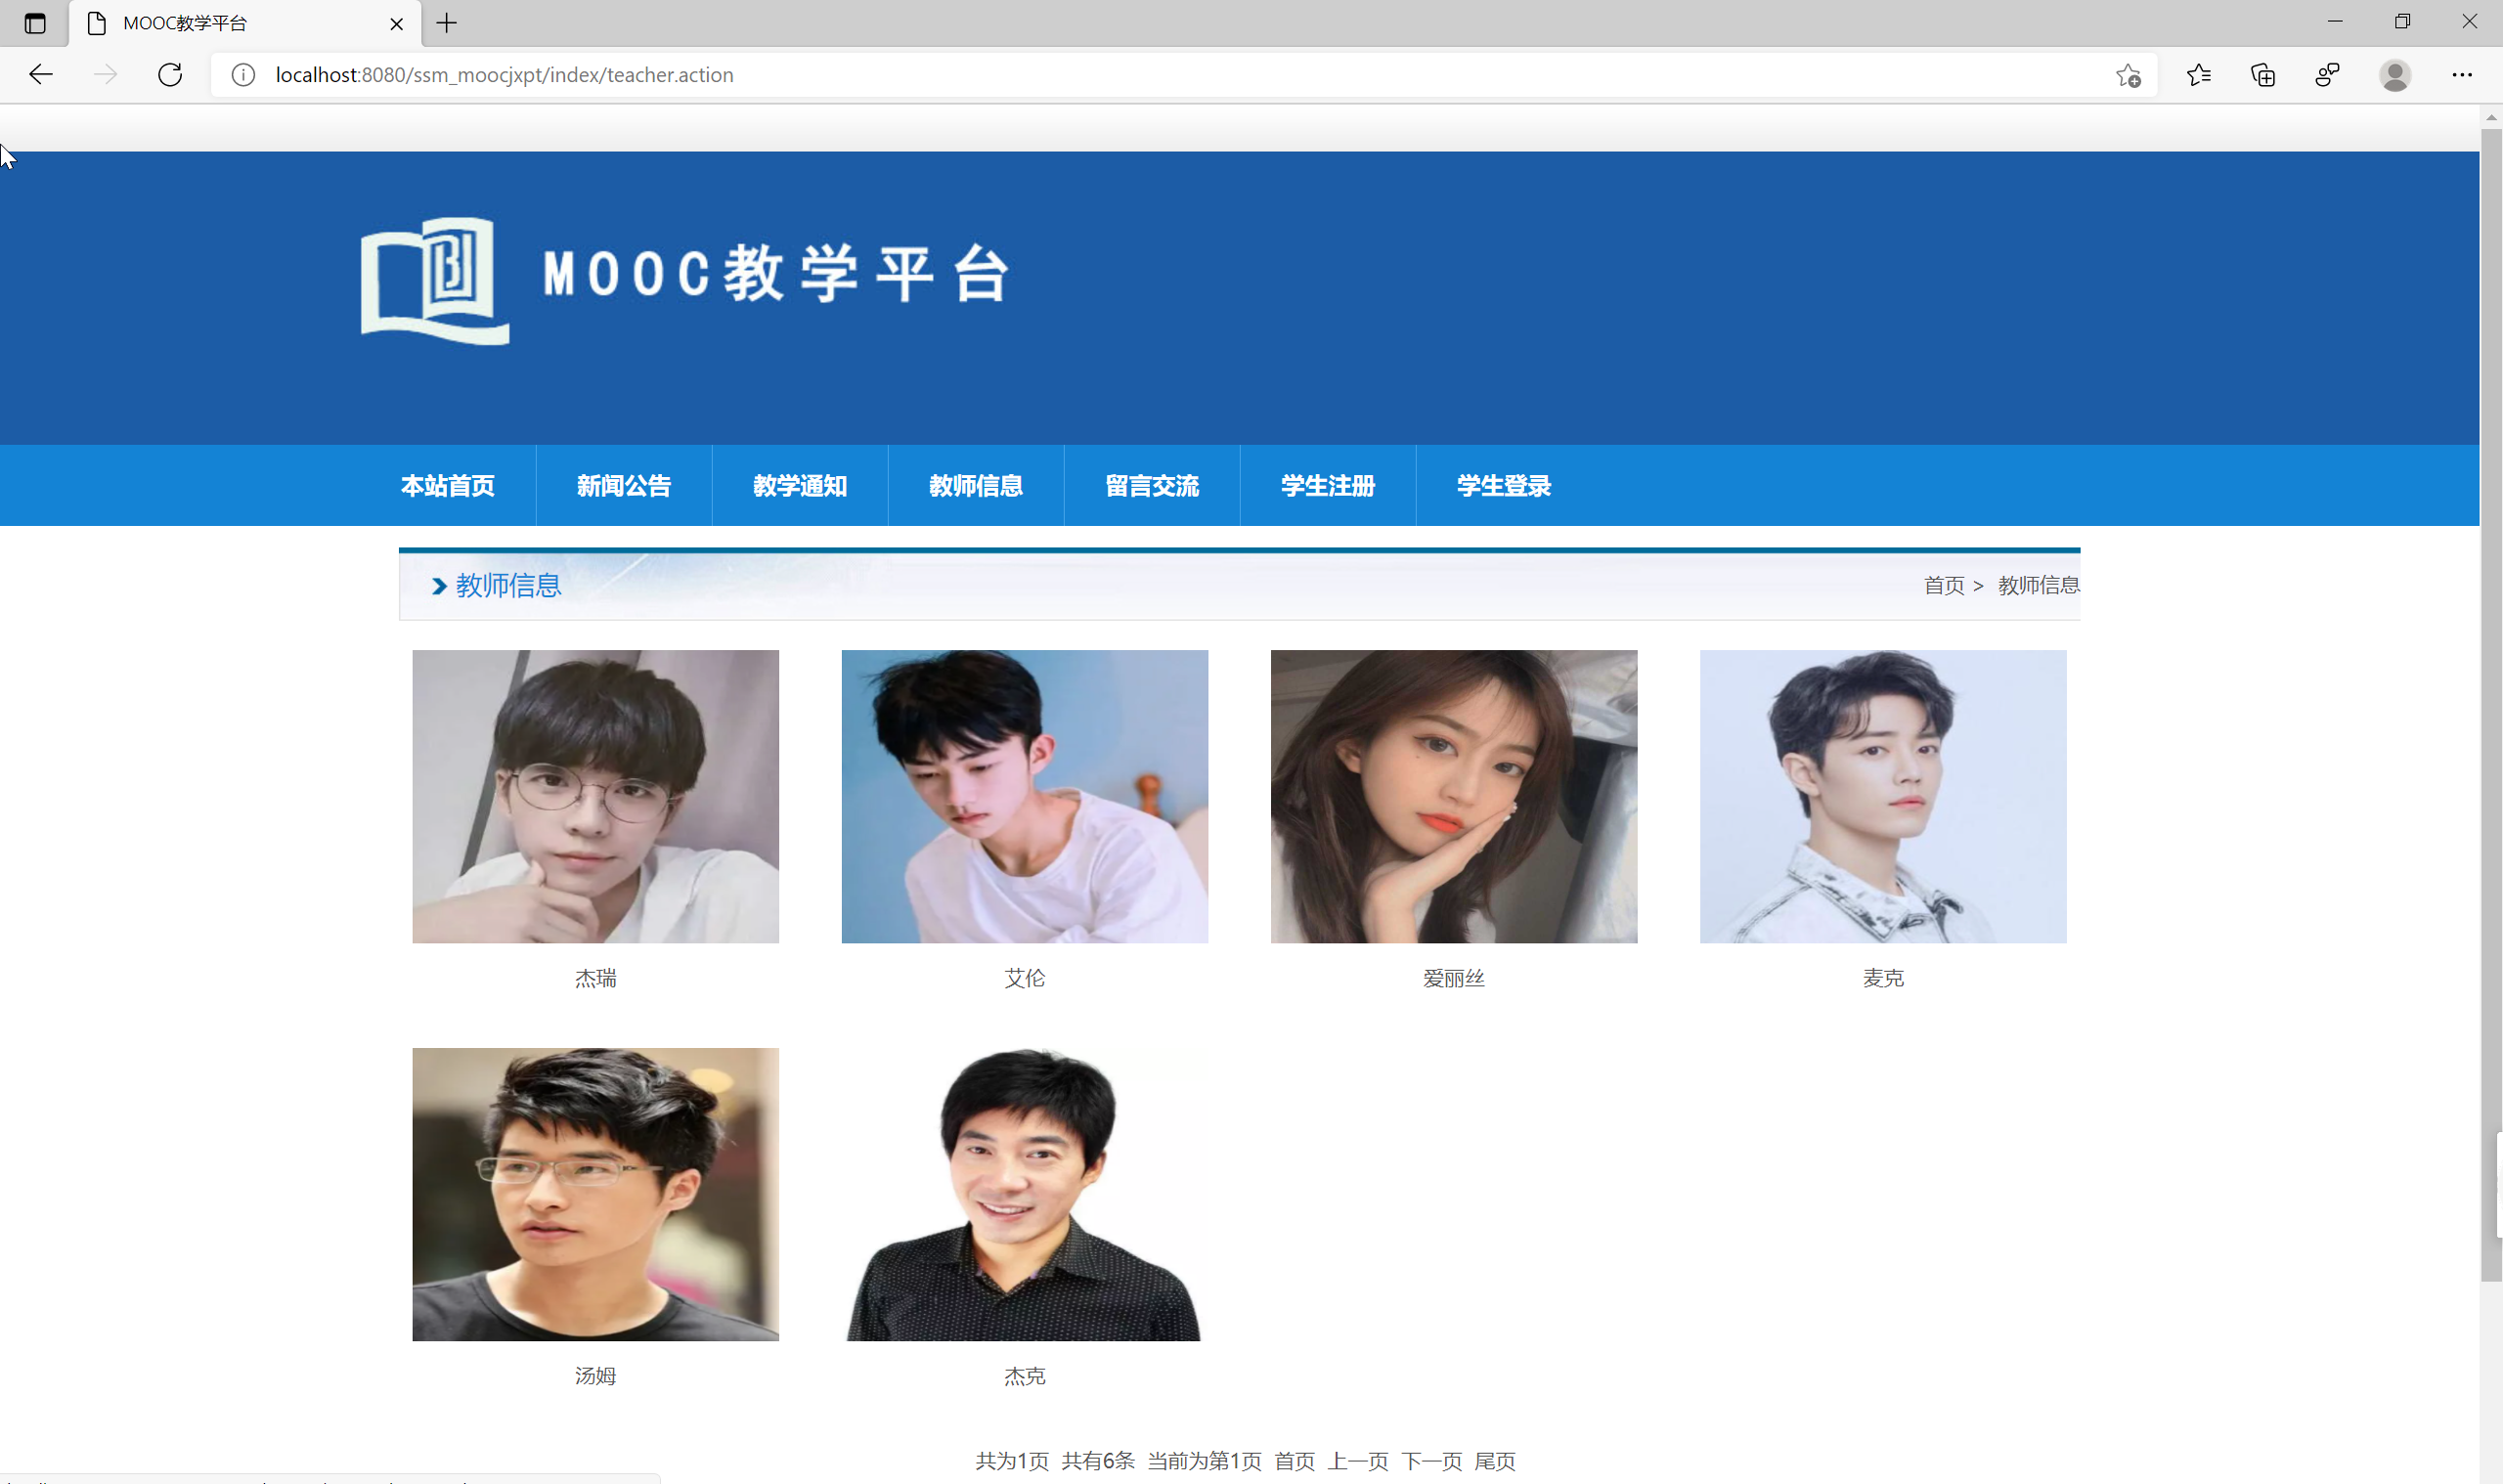 MOOC教学平台
localhost:8080/ssm_moocjxpt/index/teacher.action
MOOC教学平台
本站首页 新闻公告 教学通知 教师信息 留言交流 学生注册 学生登录
教师信息 首页 > 教师信息
杰瑞 艾伦 爱丽丝 麦克
汤姆 杰克
共为1页 共有6条 当前为第1页 首页 上一页 下一页 尾页